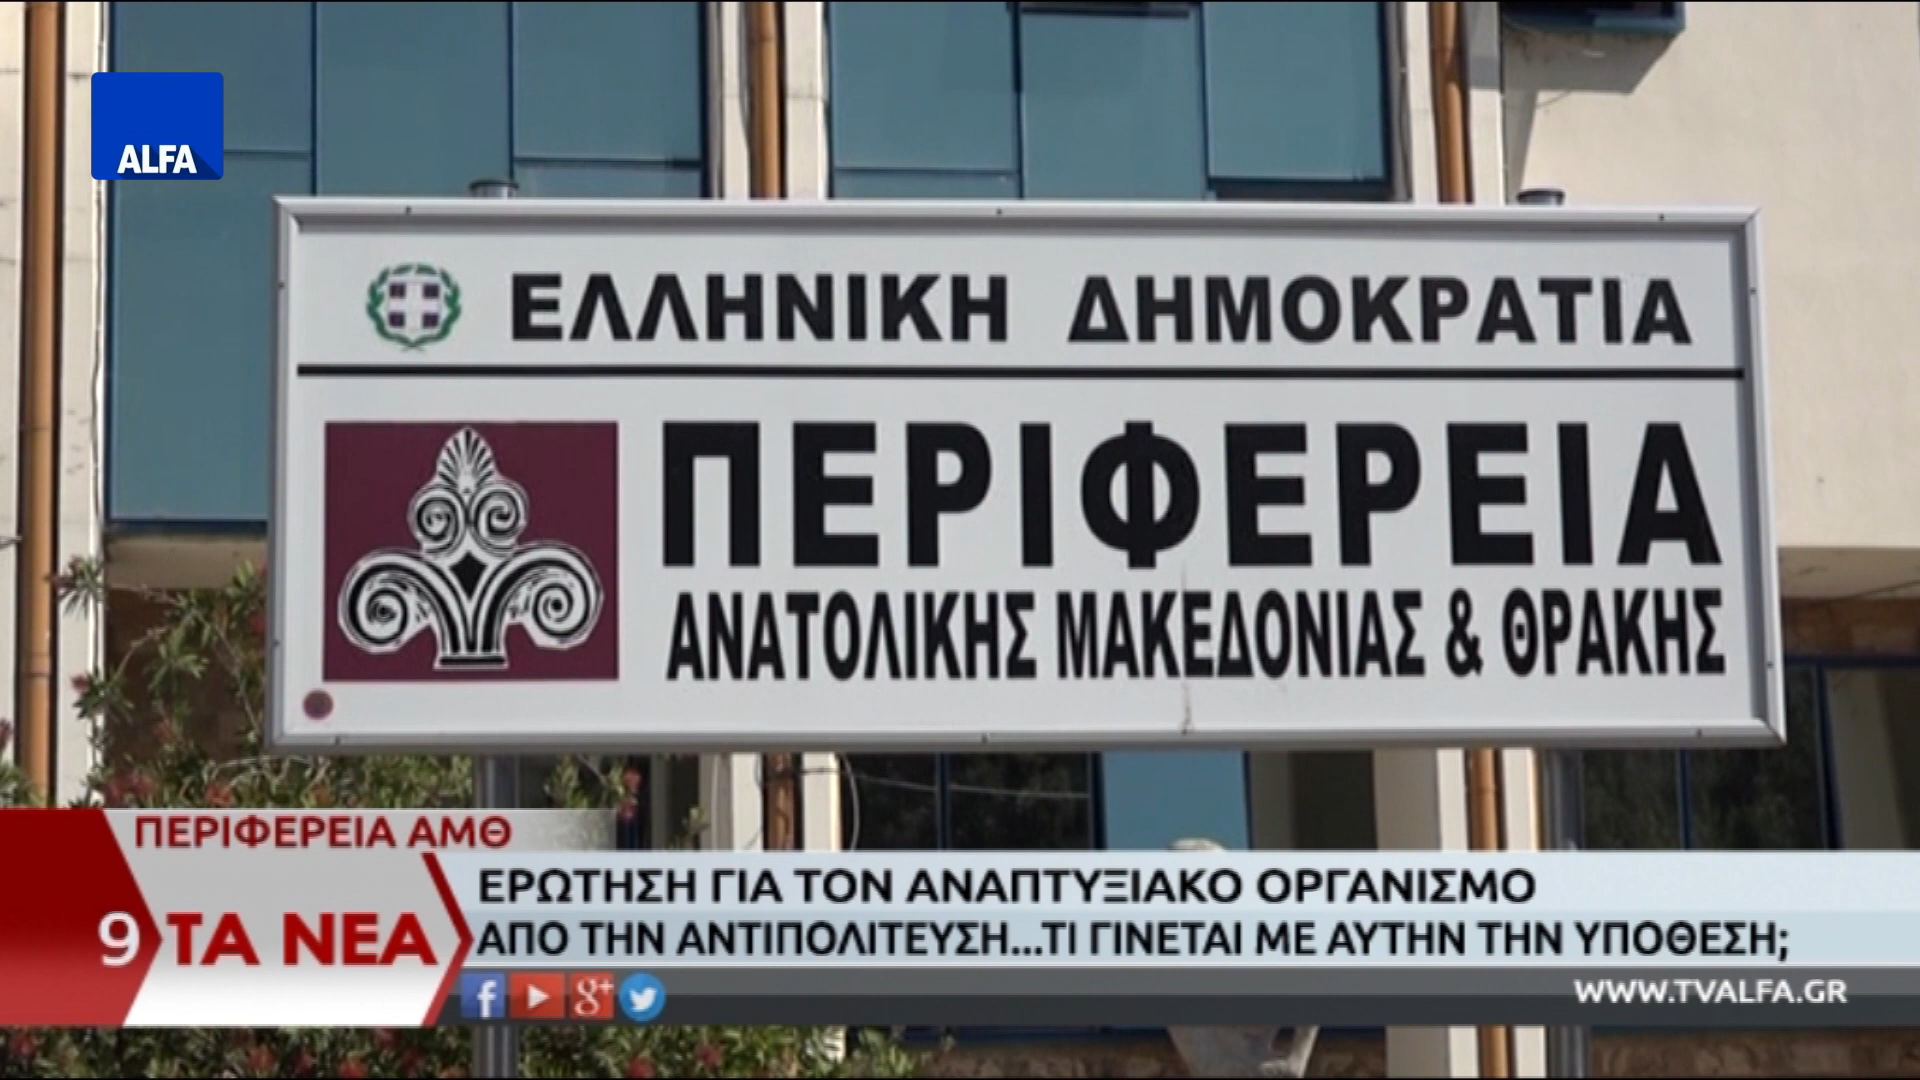 ALFA
ΕΛΛΗΝΙΚΗ ΔΗΜΟΚΡΑΤΙΑ
ΠΕΡΙΦΕΡΕΙΑ
ΑΝΑΤΟΛΙΚΗΣ ΜΑΚΕΔΟΝΙΑΣ & ΘΡΑΚΗΣ
ΠΕΡΙΦΕΡΕΙΑ ΑΜΘ
ΕΡΩΤΗΣΗ ΓΙΑ ΤΟΝ ΑΝΑΠΤΥΞΙΑΚΟ ΟΡΓΑΝΙΣΜΟ
9 ΤΑ ΝΕΑ
ΑΠΟ ΤΗΝ ΑΝΤΙΠΟΛΙΤΕΥΣΗ...ΤΙ ΓΙΝΕΤΑΙ ΜΕ ΑΥΤΗΝ ΤΗΝ ΥΠΟΘΕΣΗ;
f g+
WWW.TVALFA.GR